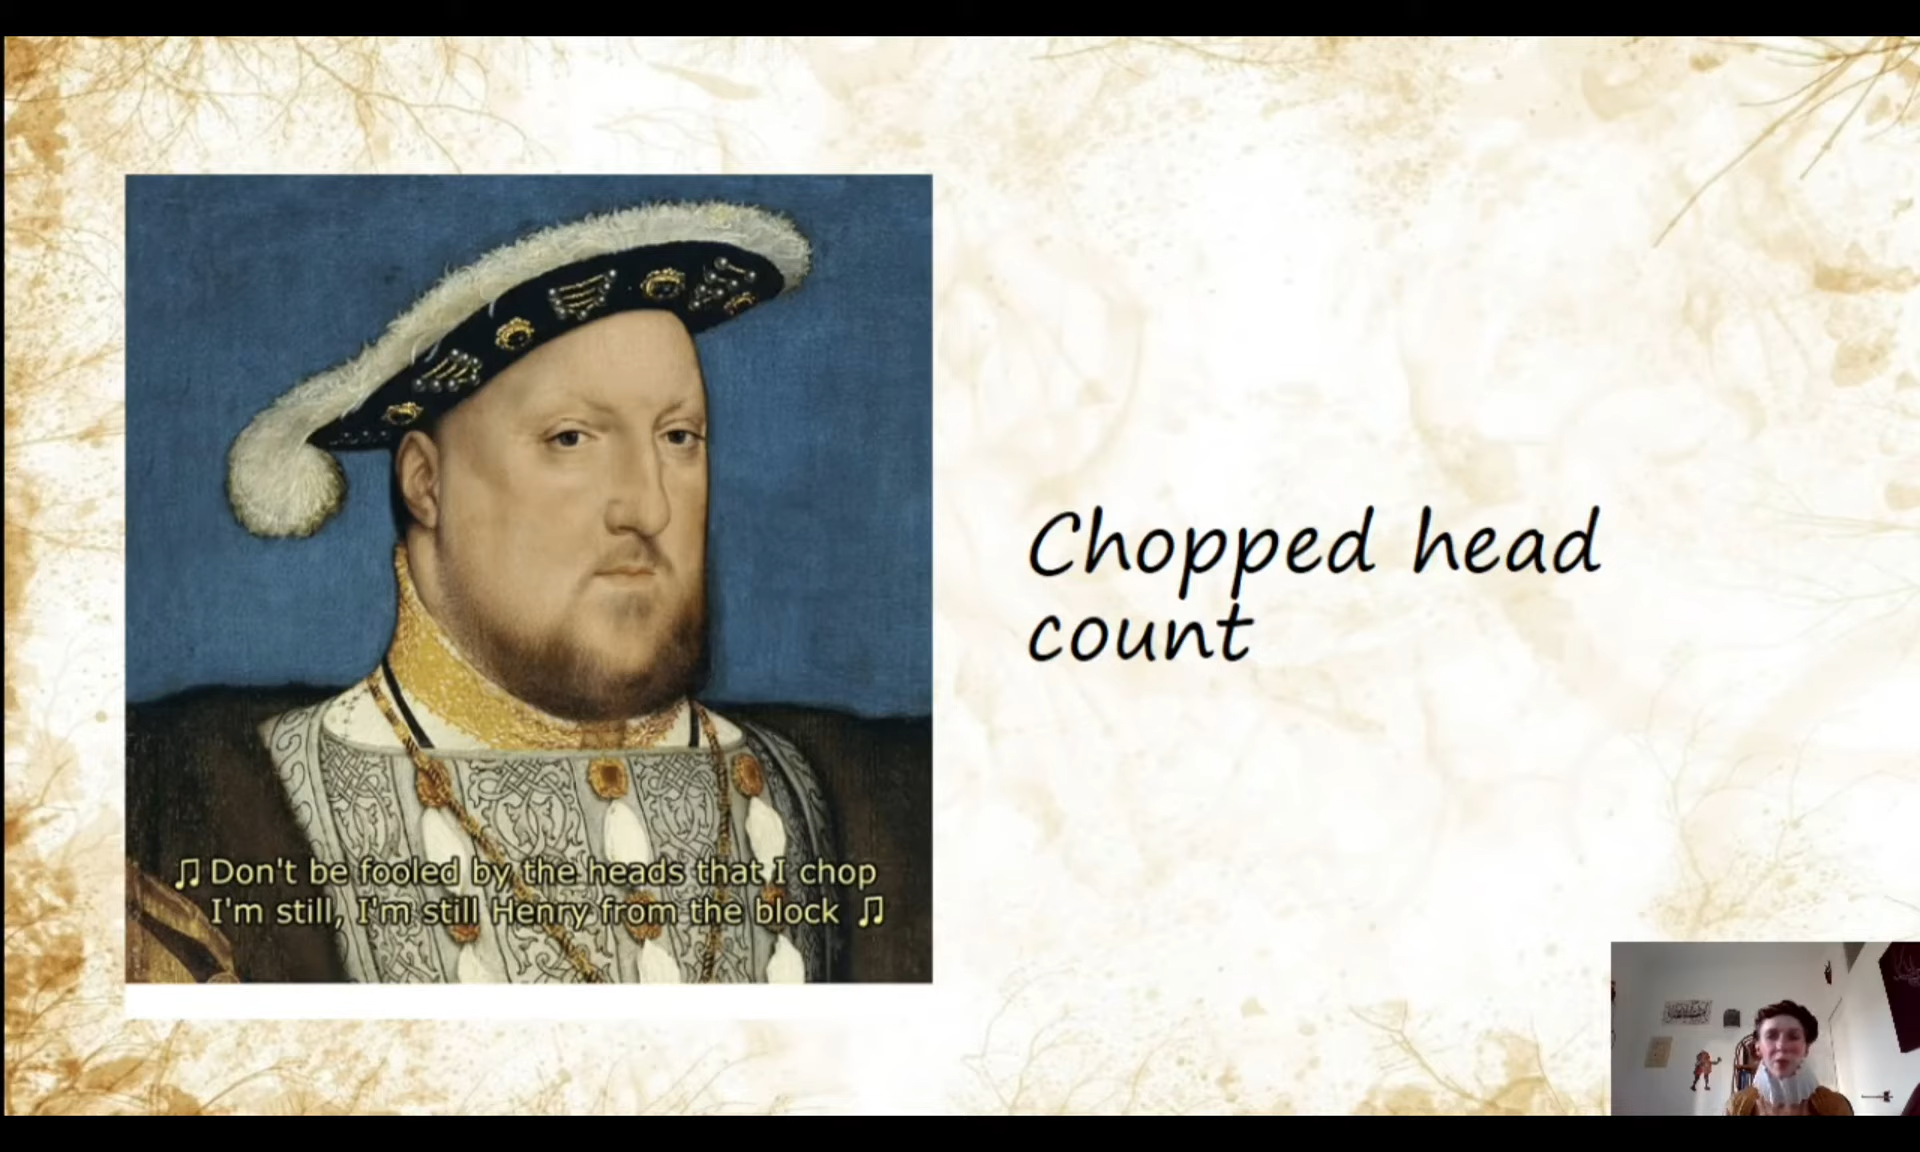 Chopped head
count
♫ Don't be fooled by the heads that I chop
I'm still, I'm still Henry from the block ♫